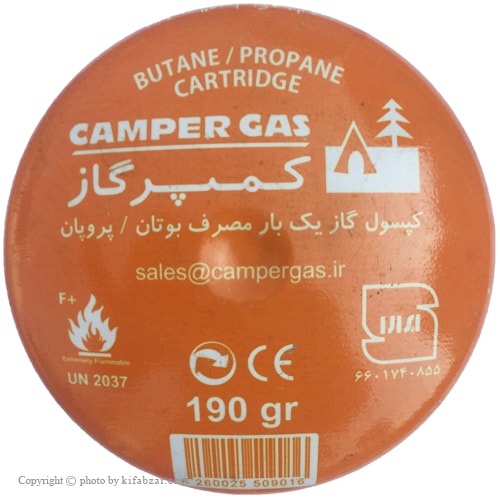 BUTANE / PROPANE
CARTRIDGE
CAMPER GAS
کمپرگاز
کپسول گاز یک بار مصرف بوتان / پروپان
sales@campergas.ir
F+
Extremely Flammable
UN 2037
CE
۶۶۰۱۷۴۰۸۵۵
190 gr
260025 509016
Copyright © photo by kifabzar.com